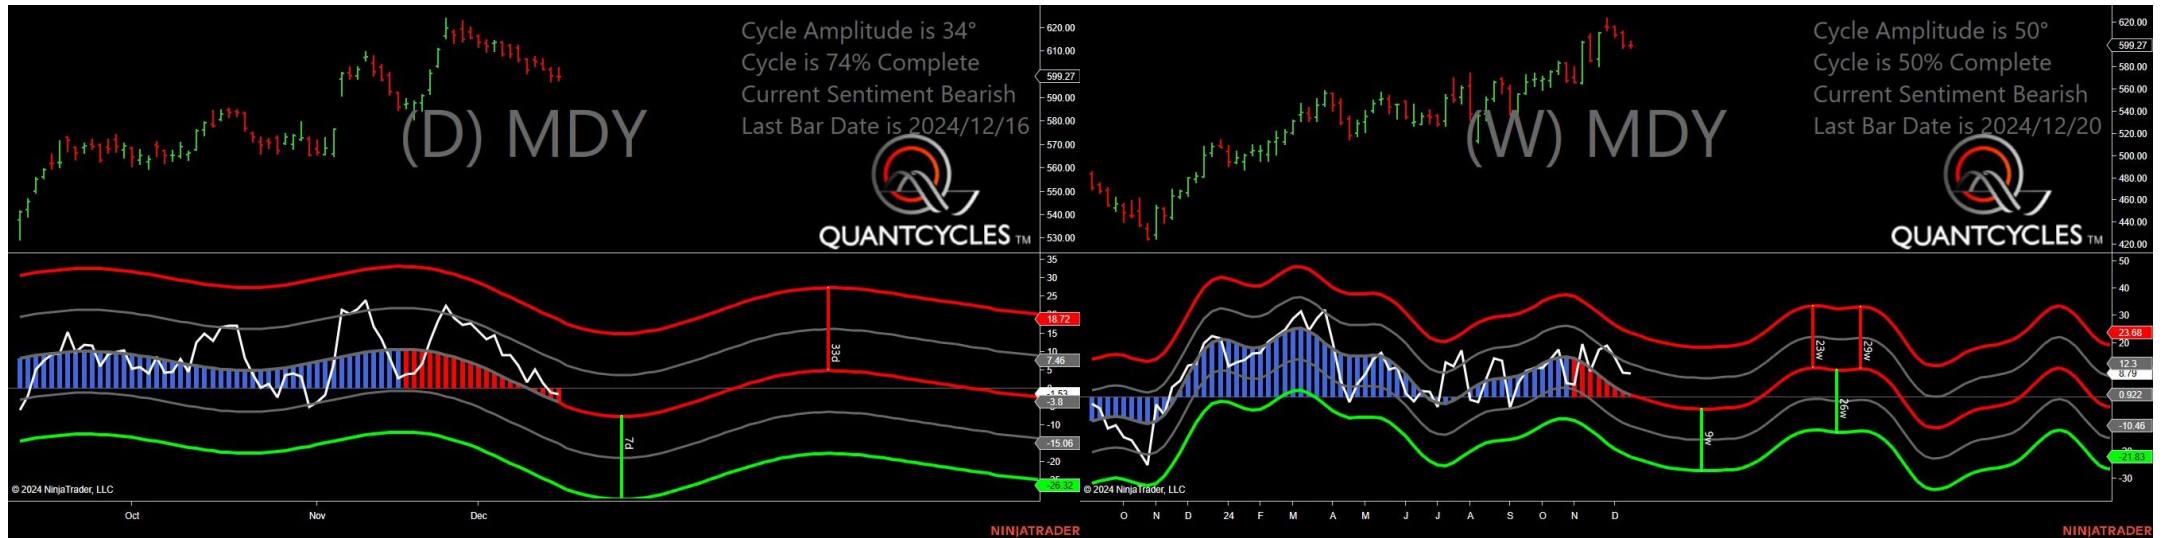 Cycle Amplitude is 34°
Cycle is 74% Complete
Current Sentiment Bearish
Last Bar Date is 2024/12/16
(D) MDY
QUANTCYCLES TM
620.00
610.00
599.27
590.00
580.00
570.00
560.00
550.00
540.00
530.00
35
30
25
18.72
15
10
7.46
5
-3.8
-10
-15.06
-20
-26.32
33d
7d
© 2024 NinjaTrader, LLC
Oct
Nov
Dec
NINJATRADER
Cycle Amplitude is 50°
Cycle is 50% Complete
Current Sentiment Bearish
Last Bar Date is 2024/12/20
(W) MDY
QUANTCYCLES TM
620.00
599.27
580.00
560.00
540.00
520.00
500.00
480.00
460.00
440.00
420.00
50
40
30
23.68
20
12.3
8.79
0.922
-10.46
-21.83
-30
23w
29w
26w
9w
© 2024 NinjaTrader, LLC
O N D 24 F M A M J J A S O N D
NINJATRADER